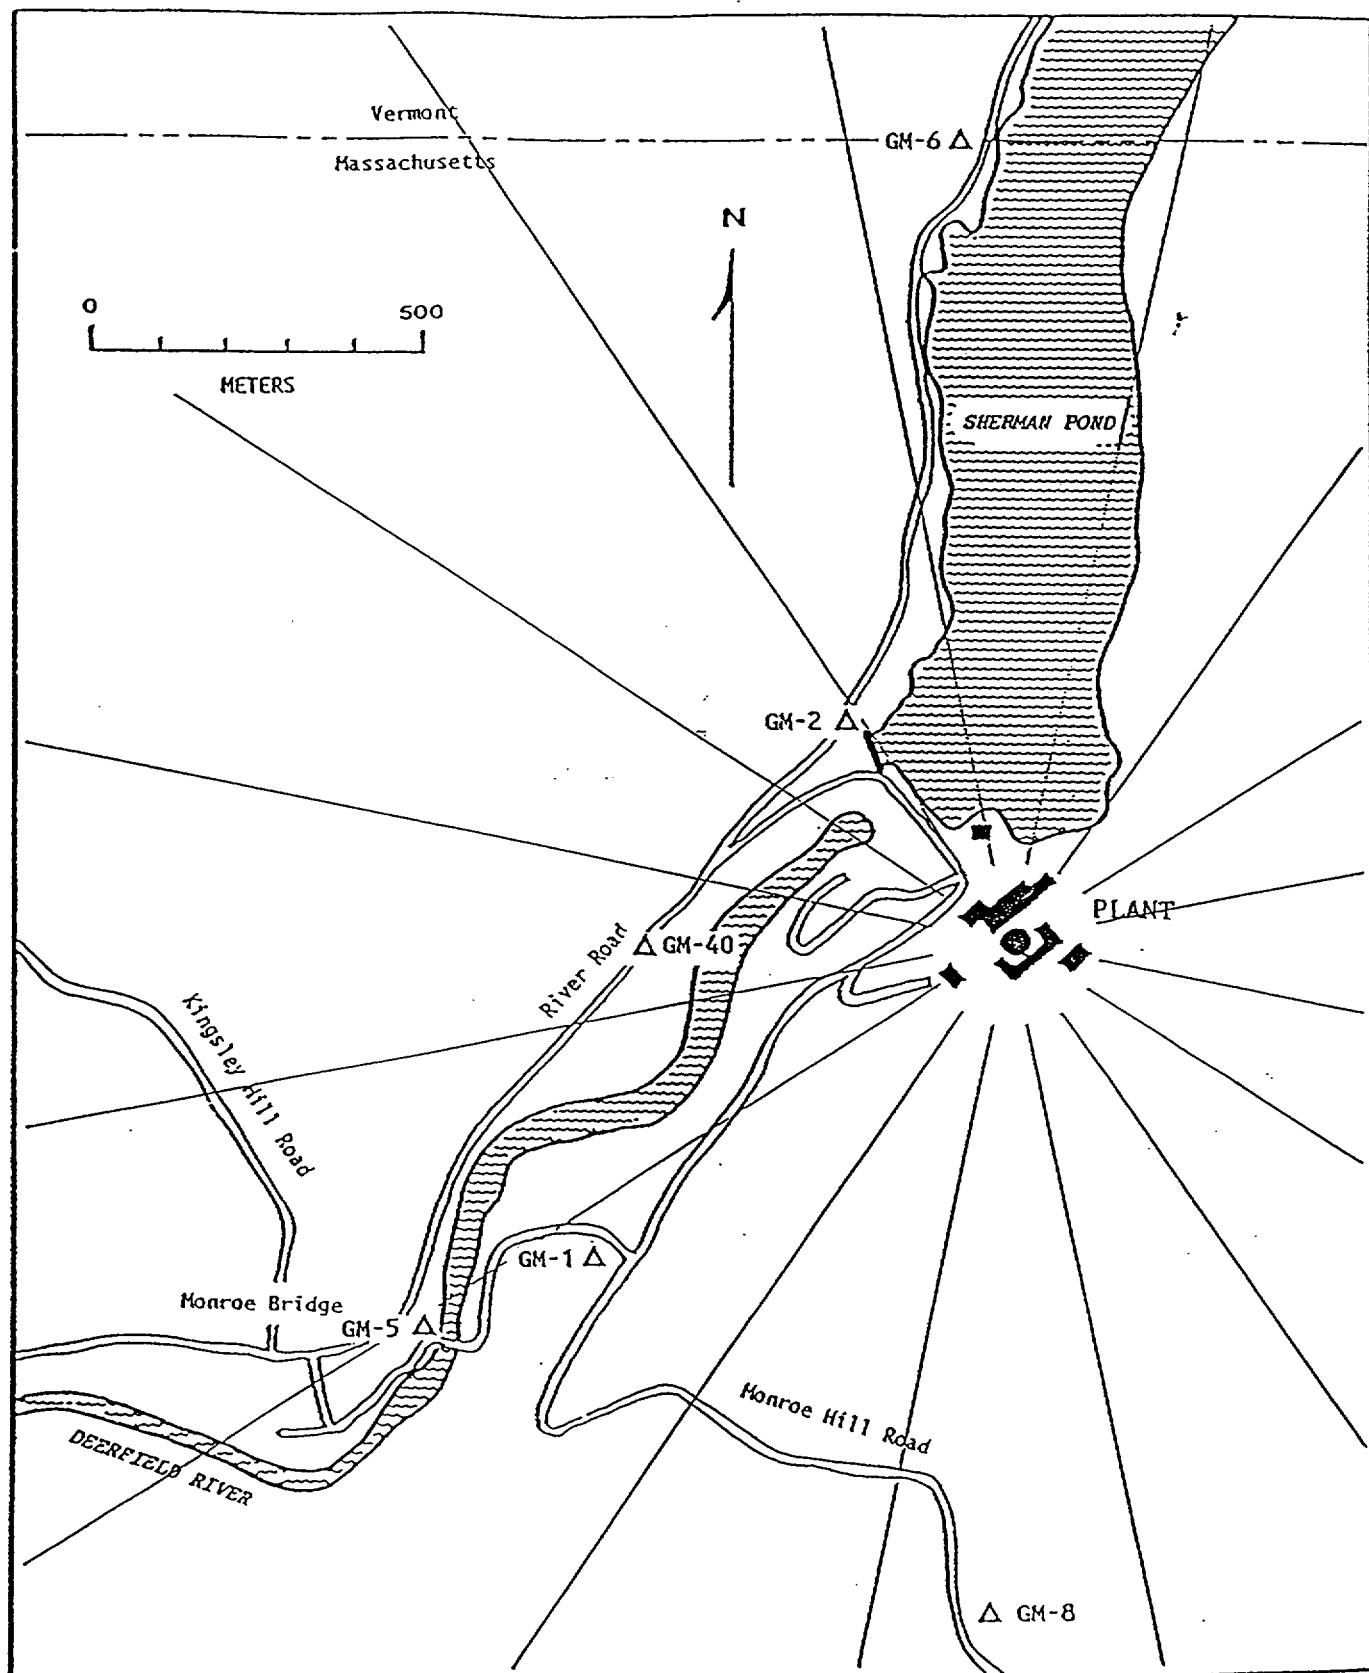 Vermont
GM-6
Massachusetts
N
0 500
METERS
SHERMAN POND
GM-2
PLANT
River Road
GM-40
Kingsley Hill Road
GM-1
Monroe Bridge
GM-5
Monroe Hill Road
DEERFIELD RIVER
GM-8